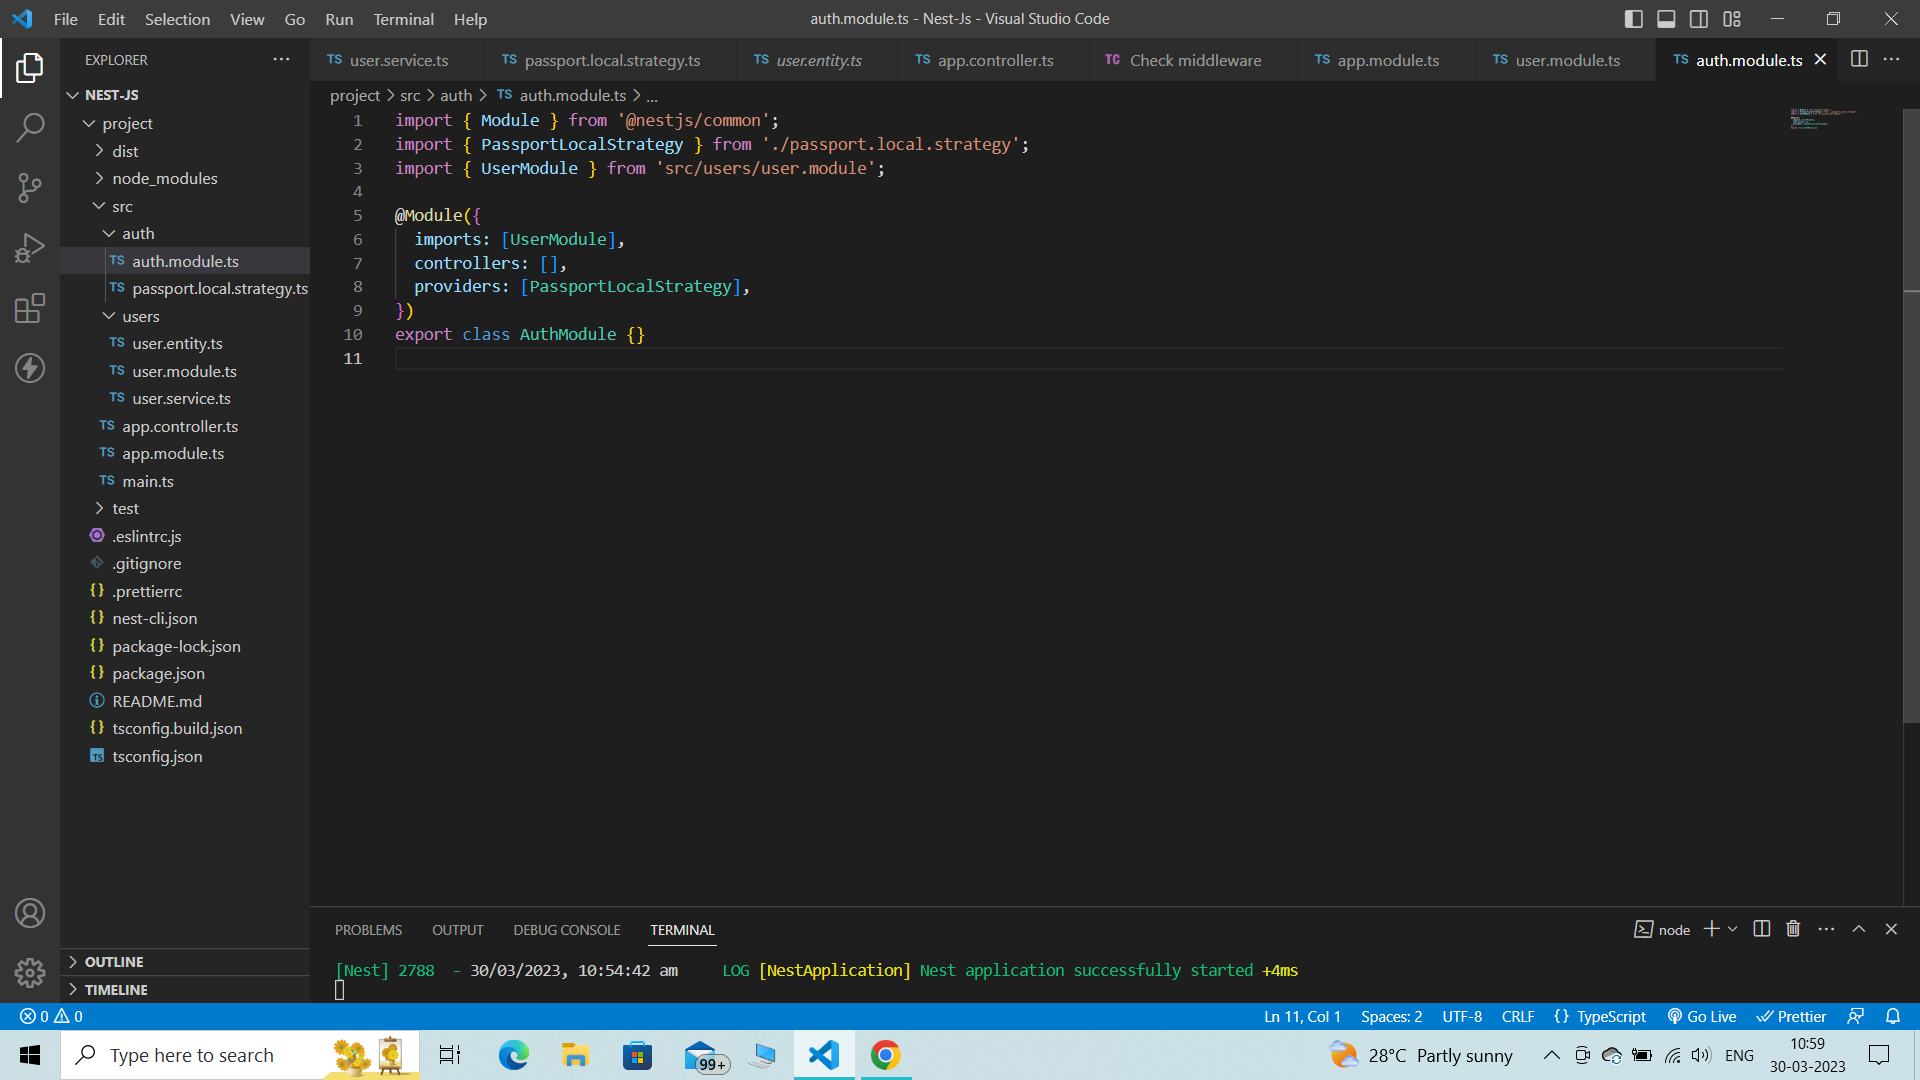 File Edit Selection View Go Run Terminal Help
auth.module.ts - Nest-Js - Visual Studio Code
EXPLORER
NEST-JS
project
dist
node_modules
src
auth
TS auth.module.ts
TS passport.local.strategy.ts
users
TS user.entity.ts
TS user.module.ts
TS user.service.ts
TS app.controller.ts
TS app.module.ts
TS main.ts
test
.eslintrc.js
.gitignore
{} .prettierrc
{} nest-cli.json
{} package-lock.json
{} package.json
README.md
{} tsconfig.build.json
TS tsconfig.json
OUTLINE
TIMELINE
TS user.service.ts TS passport.local.strategy.ts TS user.entity.ts TS app.controller.ts TC Check middleware TS app.module.ts TS user.module.ts TS auth.module.ts
project > src > auth > TS auth.module.ts > ...
1 import { Module } from '@nestjs/common';
2 import { PassportLocalStrategy } from './passport.local.strategy';
3 import { UserModule } from 'src/users/user.module';
4
5 @Module({
6 imports: [UserModule],
7 controllers: [],
8 providers: [PassportLocalStrategy],
9 })
10 export class AuthModule {}
11
PROBLEMS OUTPUT DEBUG CONSOLE TERMINAL
node
[Nest] 2788 - 30/03/2023, 10:54:42 am LOG [NestApplication] Nest application successfully started +4ms
0 0
Ln 11, Col 1 Spaces: 2 UTF-8 CRLF {} TypeScript Go Live Prettier
Type here to search
99+
28°C Partly sunny
ENG
10:59
30-03-2023